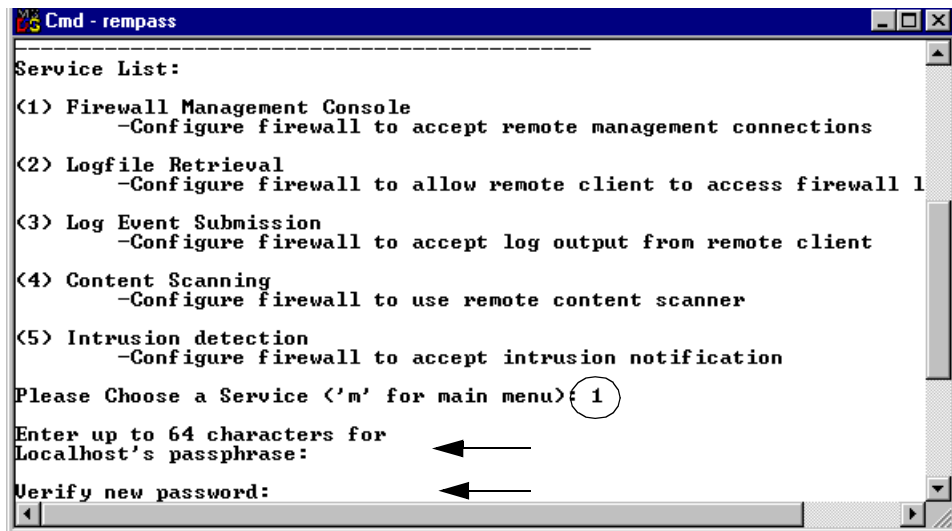 Cmd - rempass
Service List:
(1) Firewall Management Console
-Configure firewall to accept remote management connections
(2) Logfile Retrieval
-Configure firewall to allow remote client to access firewall l
(3) Log Event Submission
-Configure firewall to accept log output from remote client
(4) Content Scanning
-Configure firewall to use remote content scanner
(5) Intrusion detection
-Configure firewall to accept intrusion notification
Please Choose a Service ('m' for main menu): 1
Enter up to 64 characters for
Localhost's passphrase:
Verify new password: